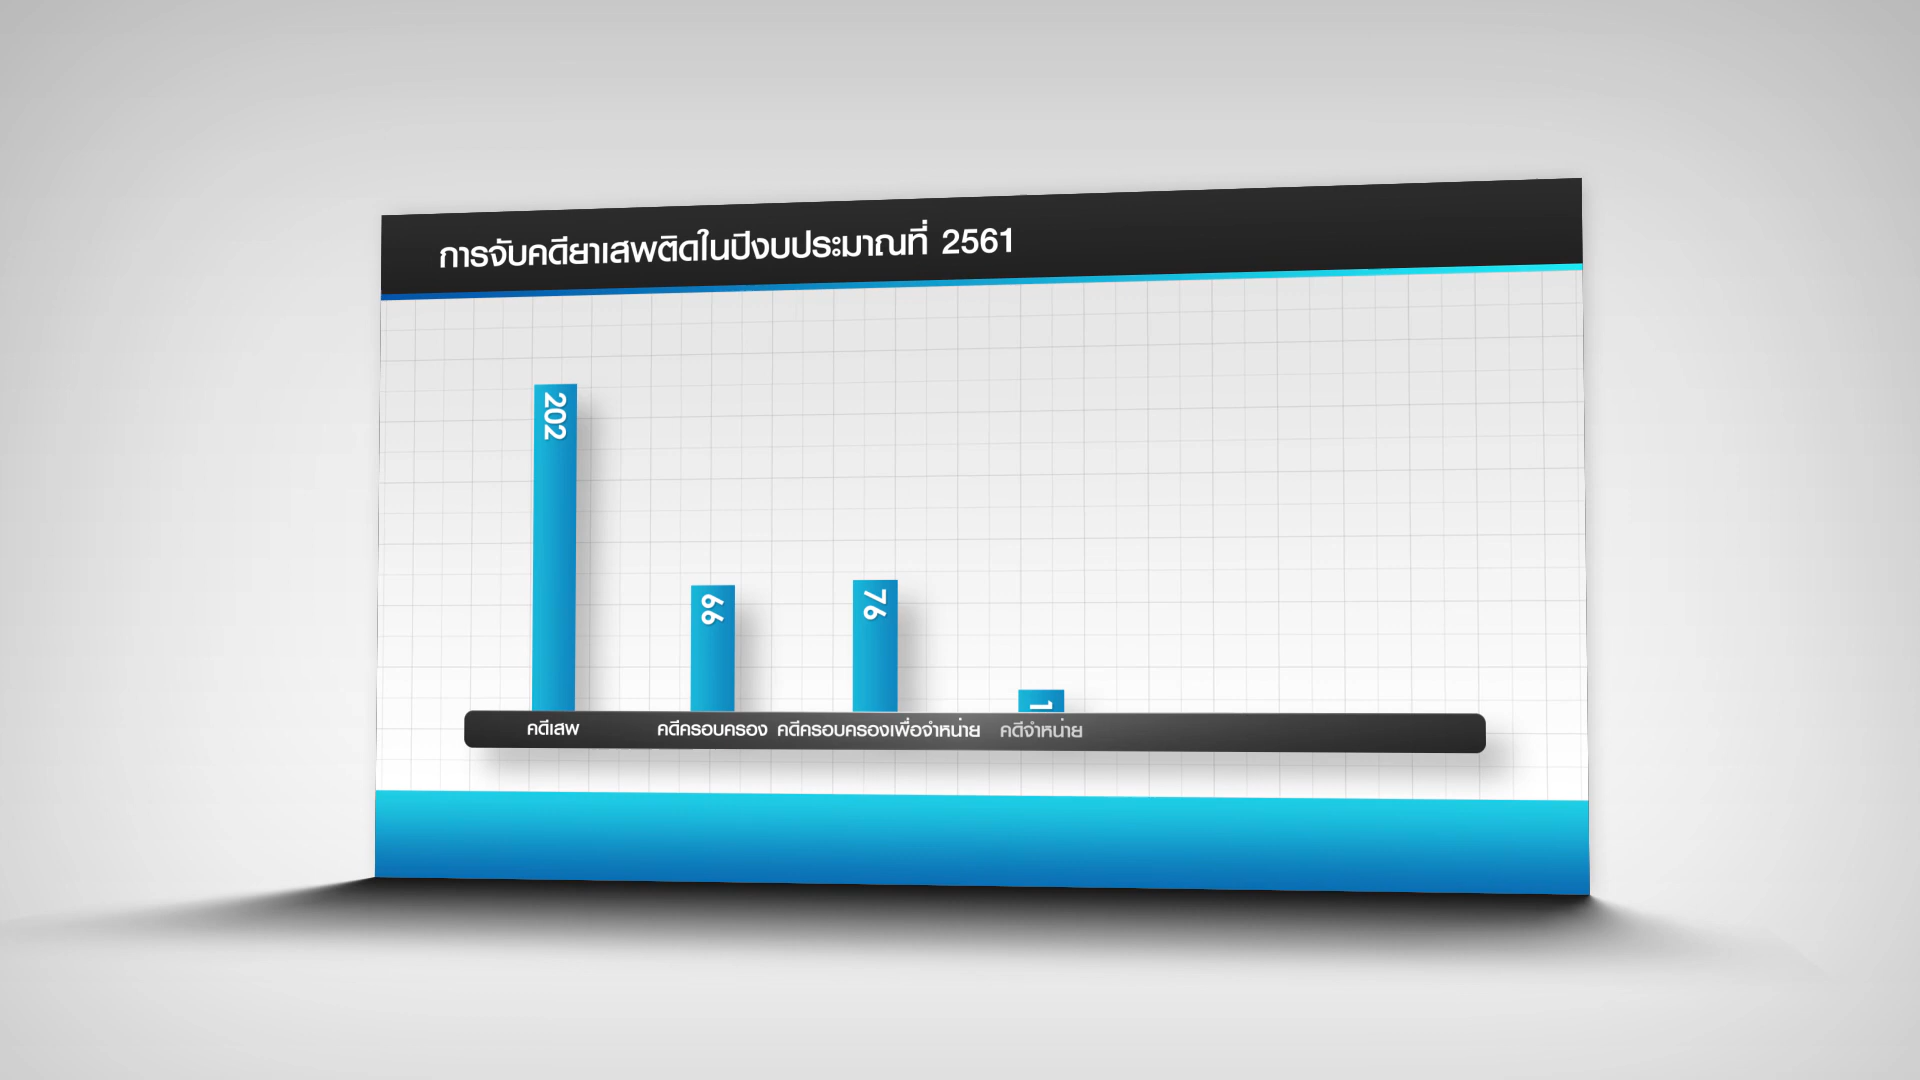 การจับคดียาเสพติดในปีงบประมาณที่ 2561
202
66
76
คดีเสพ
คดีครอบครอง
คดีครอบครองเพื่อจำหน่าย
คดีจำหน่าย